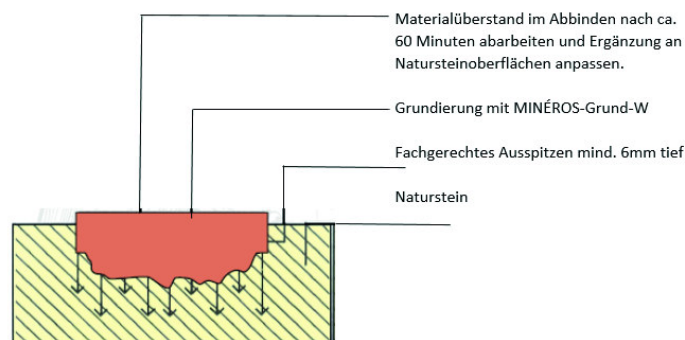 Materialüberstand im Abbinden nach ca.
60 Minuten abarbeiten und Ergänzung an
Natursteinoberflächen anpassen.
Grundierung mit MINÉROS-Grund-W
Fachgerechtes Ausspitzen mind. 6mm tief
Naturstein